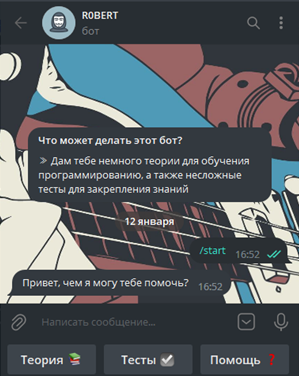 R0BERT
бот
Что может делать этот бот?
⪢ Дам тебе немного теории для обучения
программированию, а также несложные
тесты для закрепления знаний
12 января
/start 16:52
Привет, чем я могу тебе помочь? 16:52
Написать сообщение...
Теория 📚 Тесты ✅ Помощь ❓